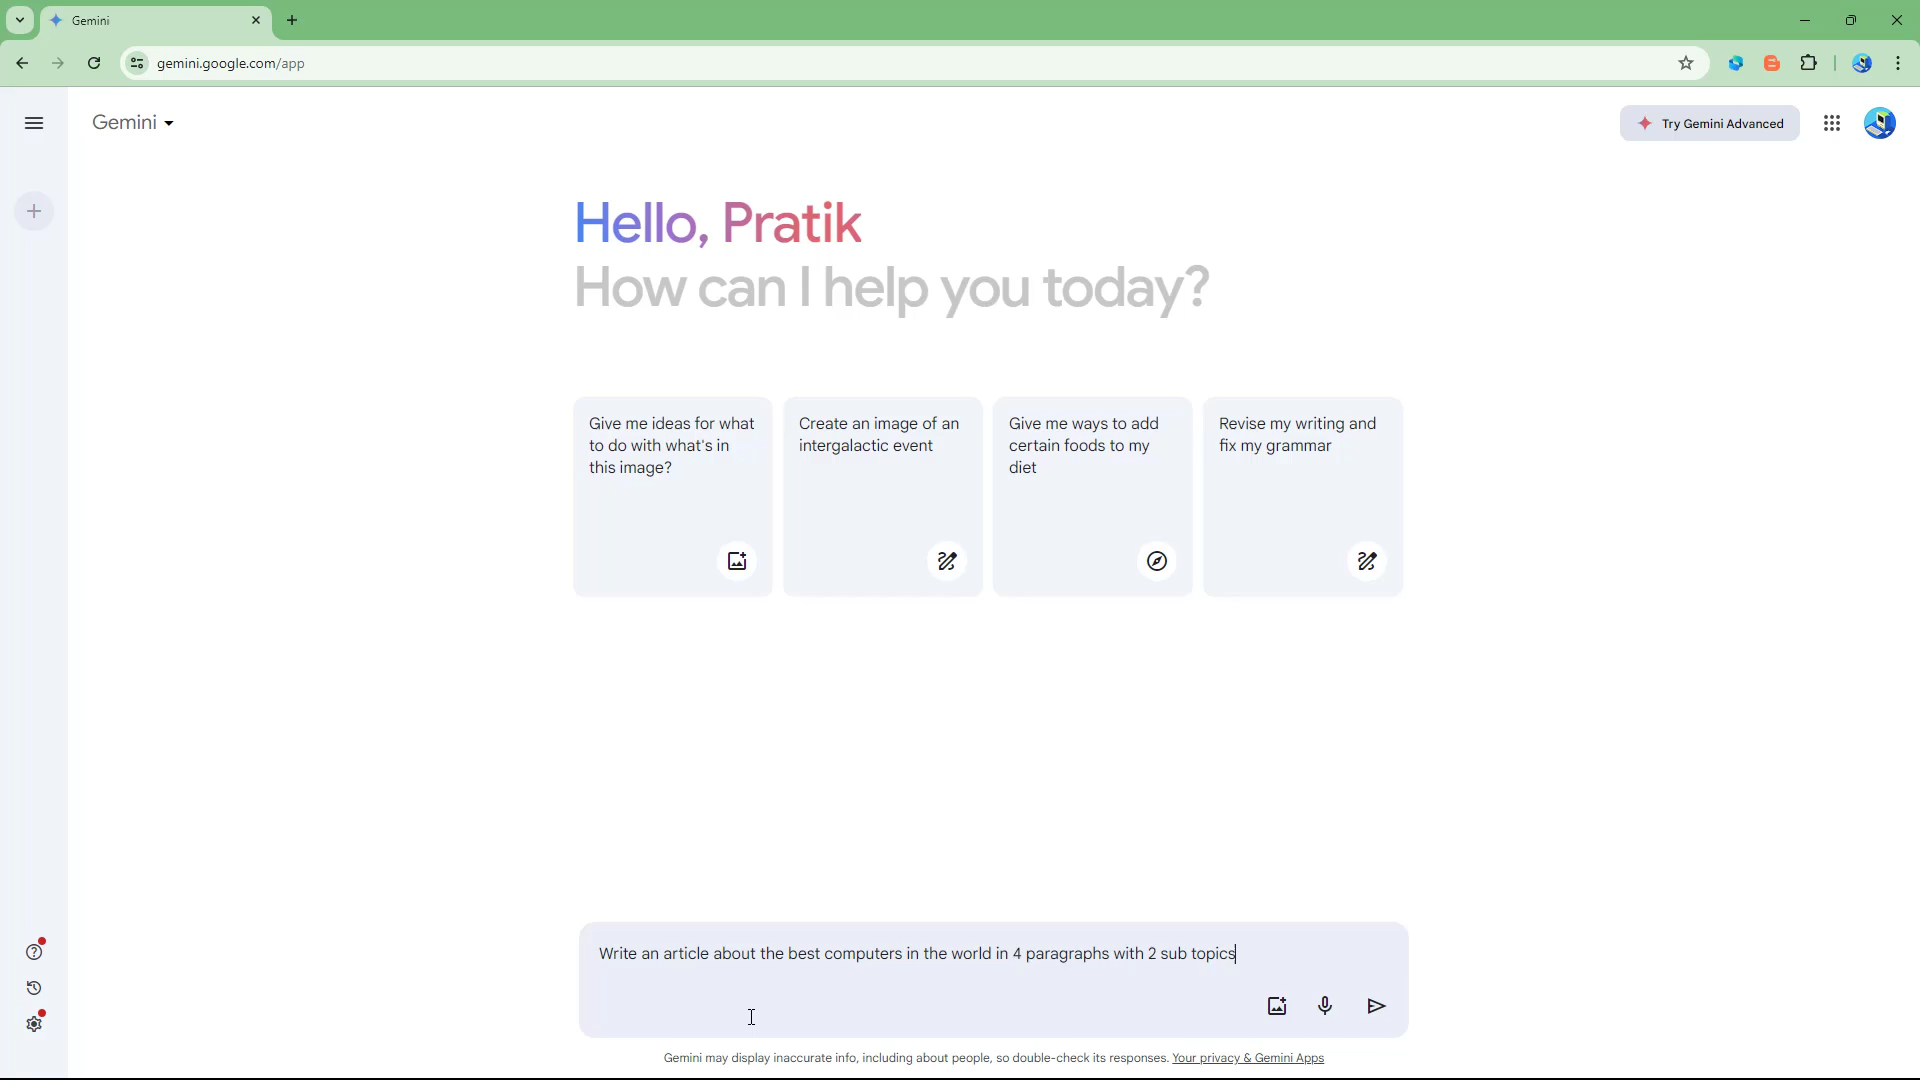 Gemini
gemini.google.com/app
Gemini
Try Gemini Advanced
Hello, Pratik
How can I help you today?
Give me ideas for what
to do with what's in
this image?
Create an image of an
intergalactic event
Give me ways to add
certain foods to my
diet
Revise my writing and
fix my grammar
Write an article about the best computers in the world in 4 paragraphs with 2 sub topics
Gemini may display inaccurate info, including about people, so double-check its responses. Your privacy & Gemini Apps